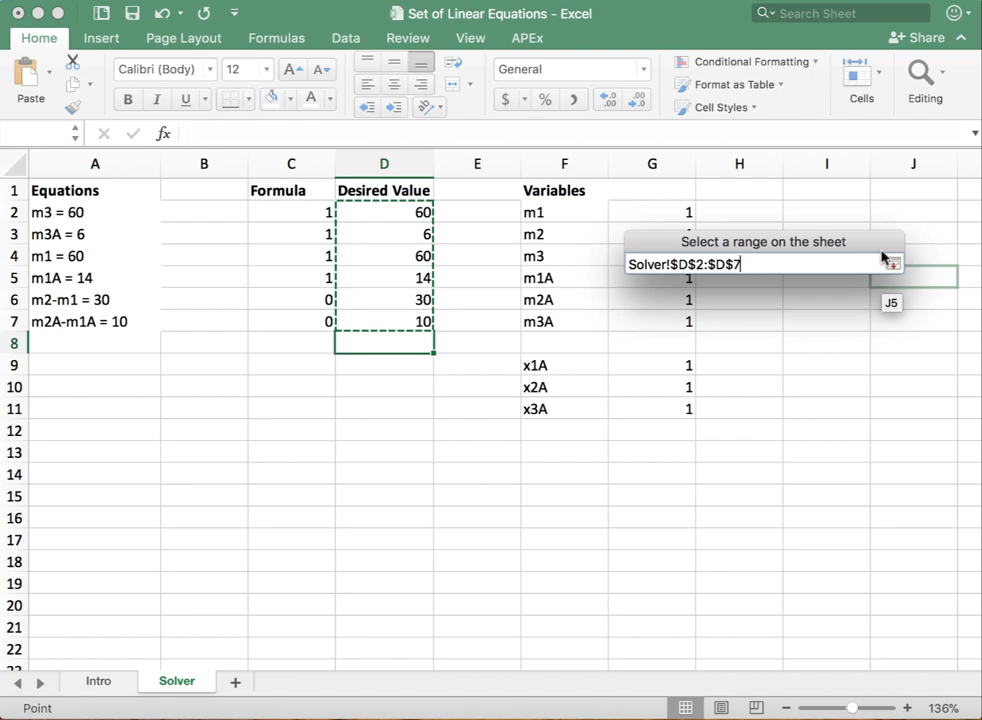 Set of Linear Equations - Excel
Search Sheet
Home Insert Page Layout Formulas Data Review View APEx
Share
Paste
Calibri (Body) 12 A A
B I U A
General
$ % )
.0 .00
.00 .0
Conditional Formatting
Format as Table
Cell Styles
Cells
Editing
fx
A B C D E F G H I J
1 Equations Formula Desired Value Variables
2 m3 = 60 1 60 m1 1
3 m3A = 6 1 6 m2
4 m1 = 60 1 60 m3
5 m1A = 14 1 14 m1A 1
6 m2-m1 = 30 0 30 m2A 1
7 m2A-m1A = 10 0 10 m3A 1
8
9 x1A 1
10 x2A 1
11 x3A 1
12
13
14
15
16
17
18
19
20
21
22
Select a range on the sheet
Solver!$D$2:$D$7
J5
Intro Solver +
Point
136%